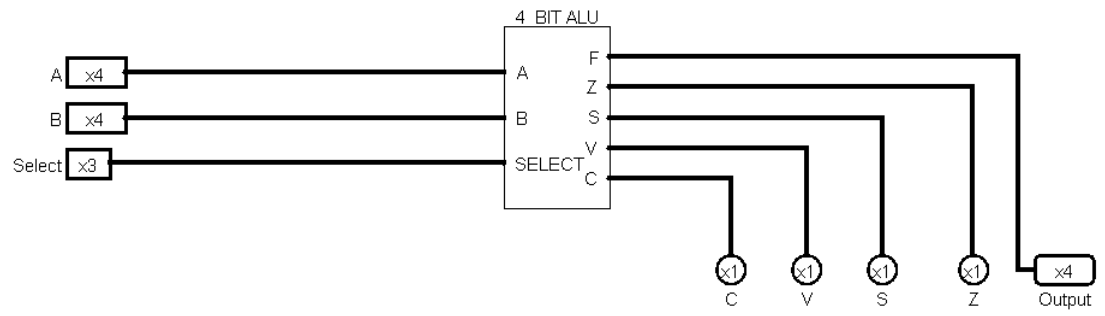 4 BIT ALU
A x4 A F
Z
B x4 B S
Select x3 SELECT V
C
x1 x1 x1 x1 x4
C V S Z Output